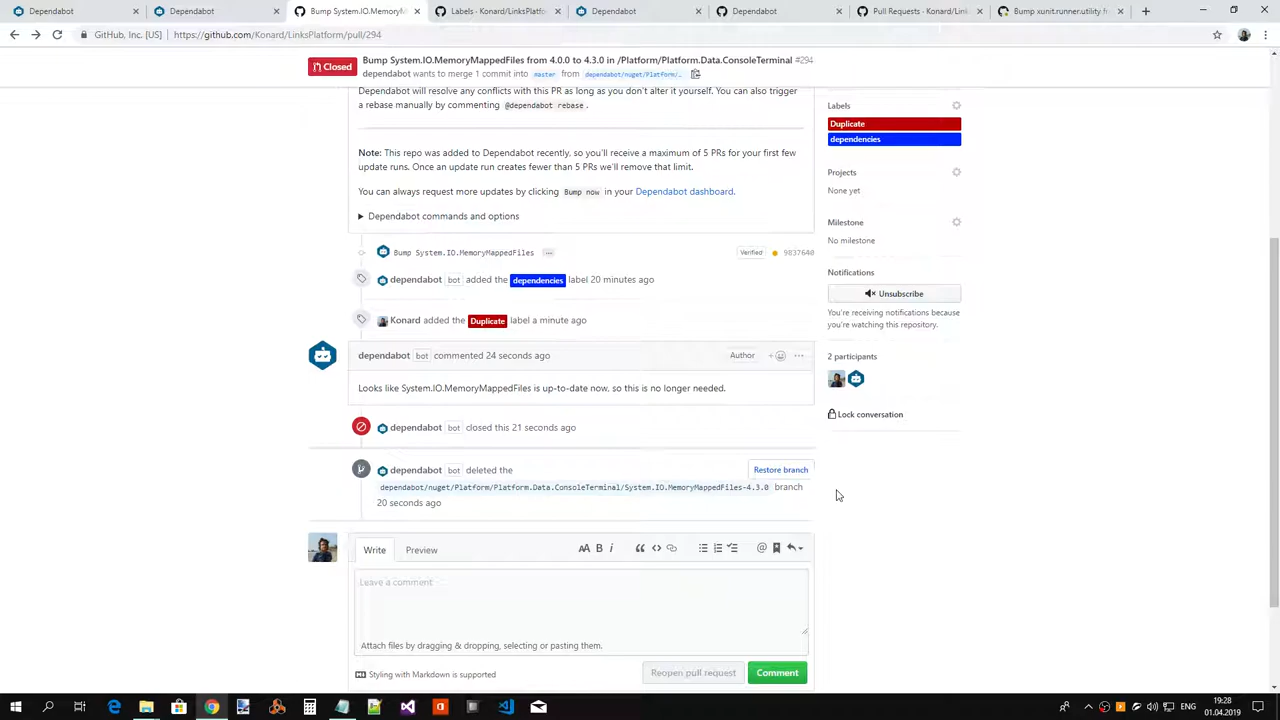 Dependabot
Dependabot
Bump System.IO.MemoryM
Labels - Konard/LinksPlatfo
Dependabot
Dependabot
Pull Requests - Konard/Link
Bump xunit.runner.utility fr
GitHub, Inc. [US] | https://github.com/Konard/LinksPlatform/pull/294
Closed
Bump System.IO.MemoryMappedFiles from 4.0.0 to 4.3.0 in /Platform/Platform.Data.ConsoleTerminal #294
dependabot wants to merge 1 commit into master from dependabot/nuget/Platform/…
Dependabot will resolve any conflicts with this PR as long as you don't alter it yourself. You can also trigger
a rebase manually by commenting @dependabot rebase.
Note: This repo was added to Dependabot recently, so you'll receive a maximum of 5 PRs for your first few
update runs. Once an update run creates fewer than 5 PRs we'll remove that limit.
You can always request more updates by clicking Bump now in your Dependabot dashboard.
Dependabot commands and options
Bump System.IO.MemoryMappedFiles …
Verified
9837640
dependabot bot added the dependencies label 20 minutes ago
Konard added the Duplicate label a minute ago
dependabot bot commented 24 seconds ago
Author
Looks like System.IO.MemoryMappedFiles is up-to-date now, so this is no longer needed.
dependabot bot closed this 21 seconds ago
dependabot bot deleted the
dependabot/nuget/Platform/Platform.Data.ConsoleTerminal/System.IO.MemoryMappedFiles-4.3.0 branch
20 seconds ago
Restore branch
Write
Preview
AA B i
Leave a comment
Attach files by dragging & dropping, selecting or pasting them.
Styling with Markdown is supported
Reopen pull request
Comment
Labels
Duplicate
dependencies
Projects
None yet
Milestone
No milestone
Notifications
Unsubscribe
You're receiving notifications because
you're watching this repository.
2 participants
Lock conversation
ENG
19:28
01.04.2019